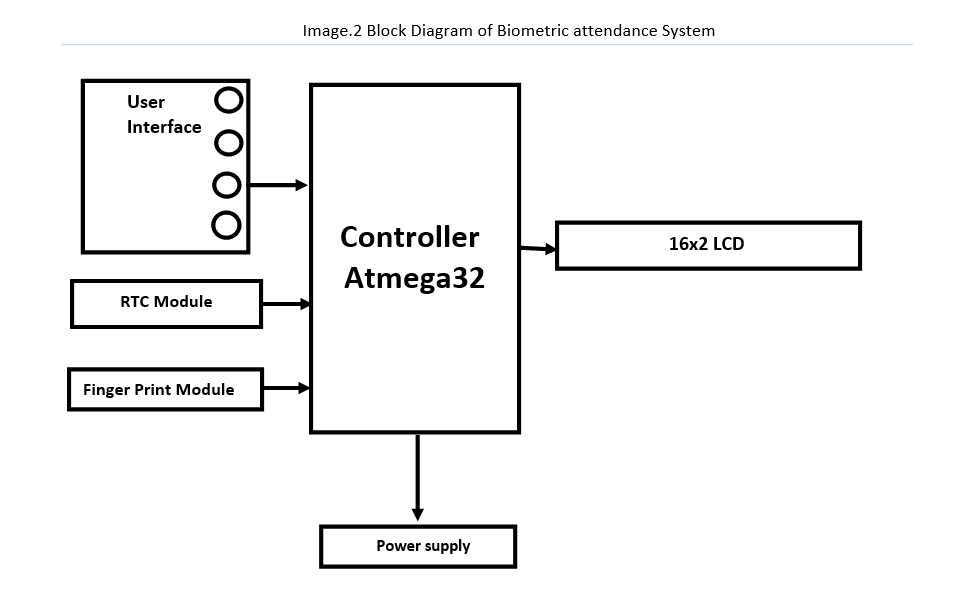 Image.2 Block Diagram of Biometric attendance System
User
Interface
Controller
Atmega32
16x2 LCD
RTC Module
Finger Print Module
Power supply